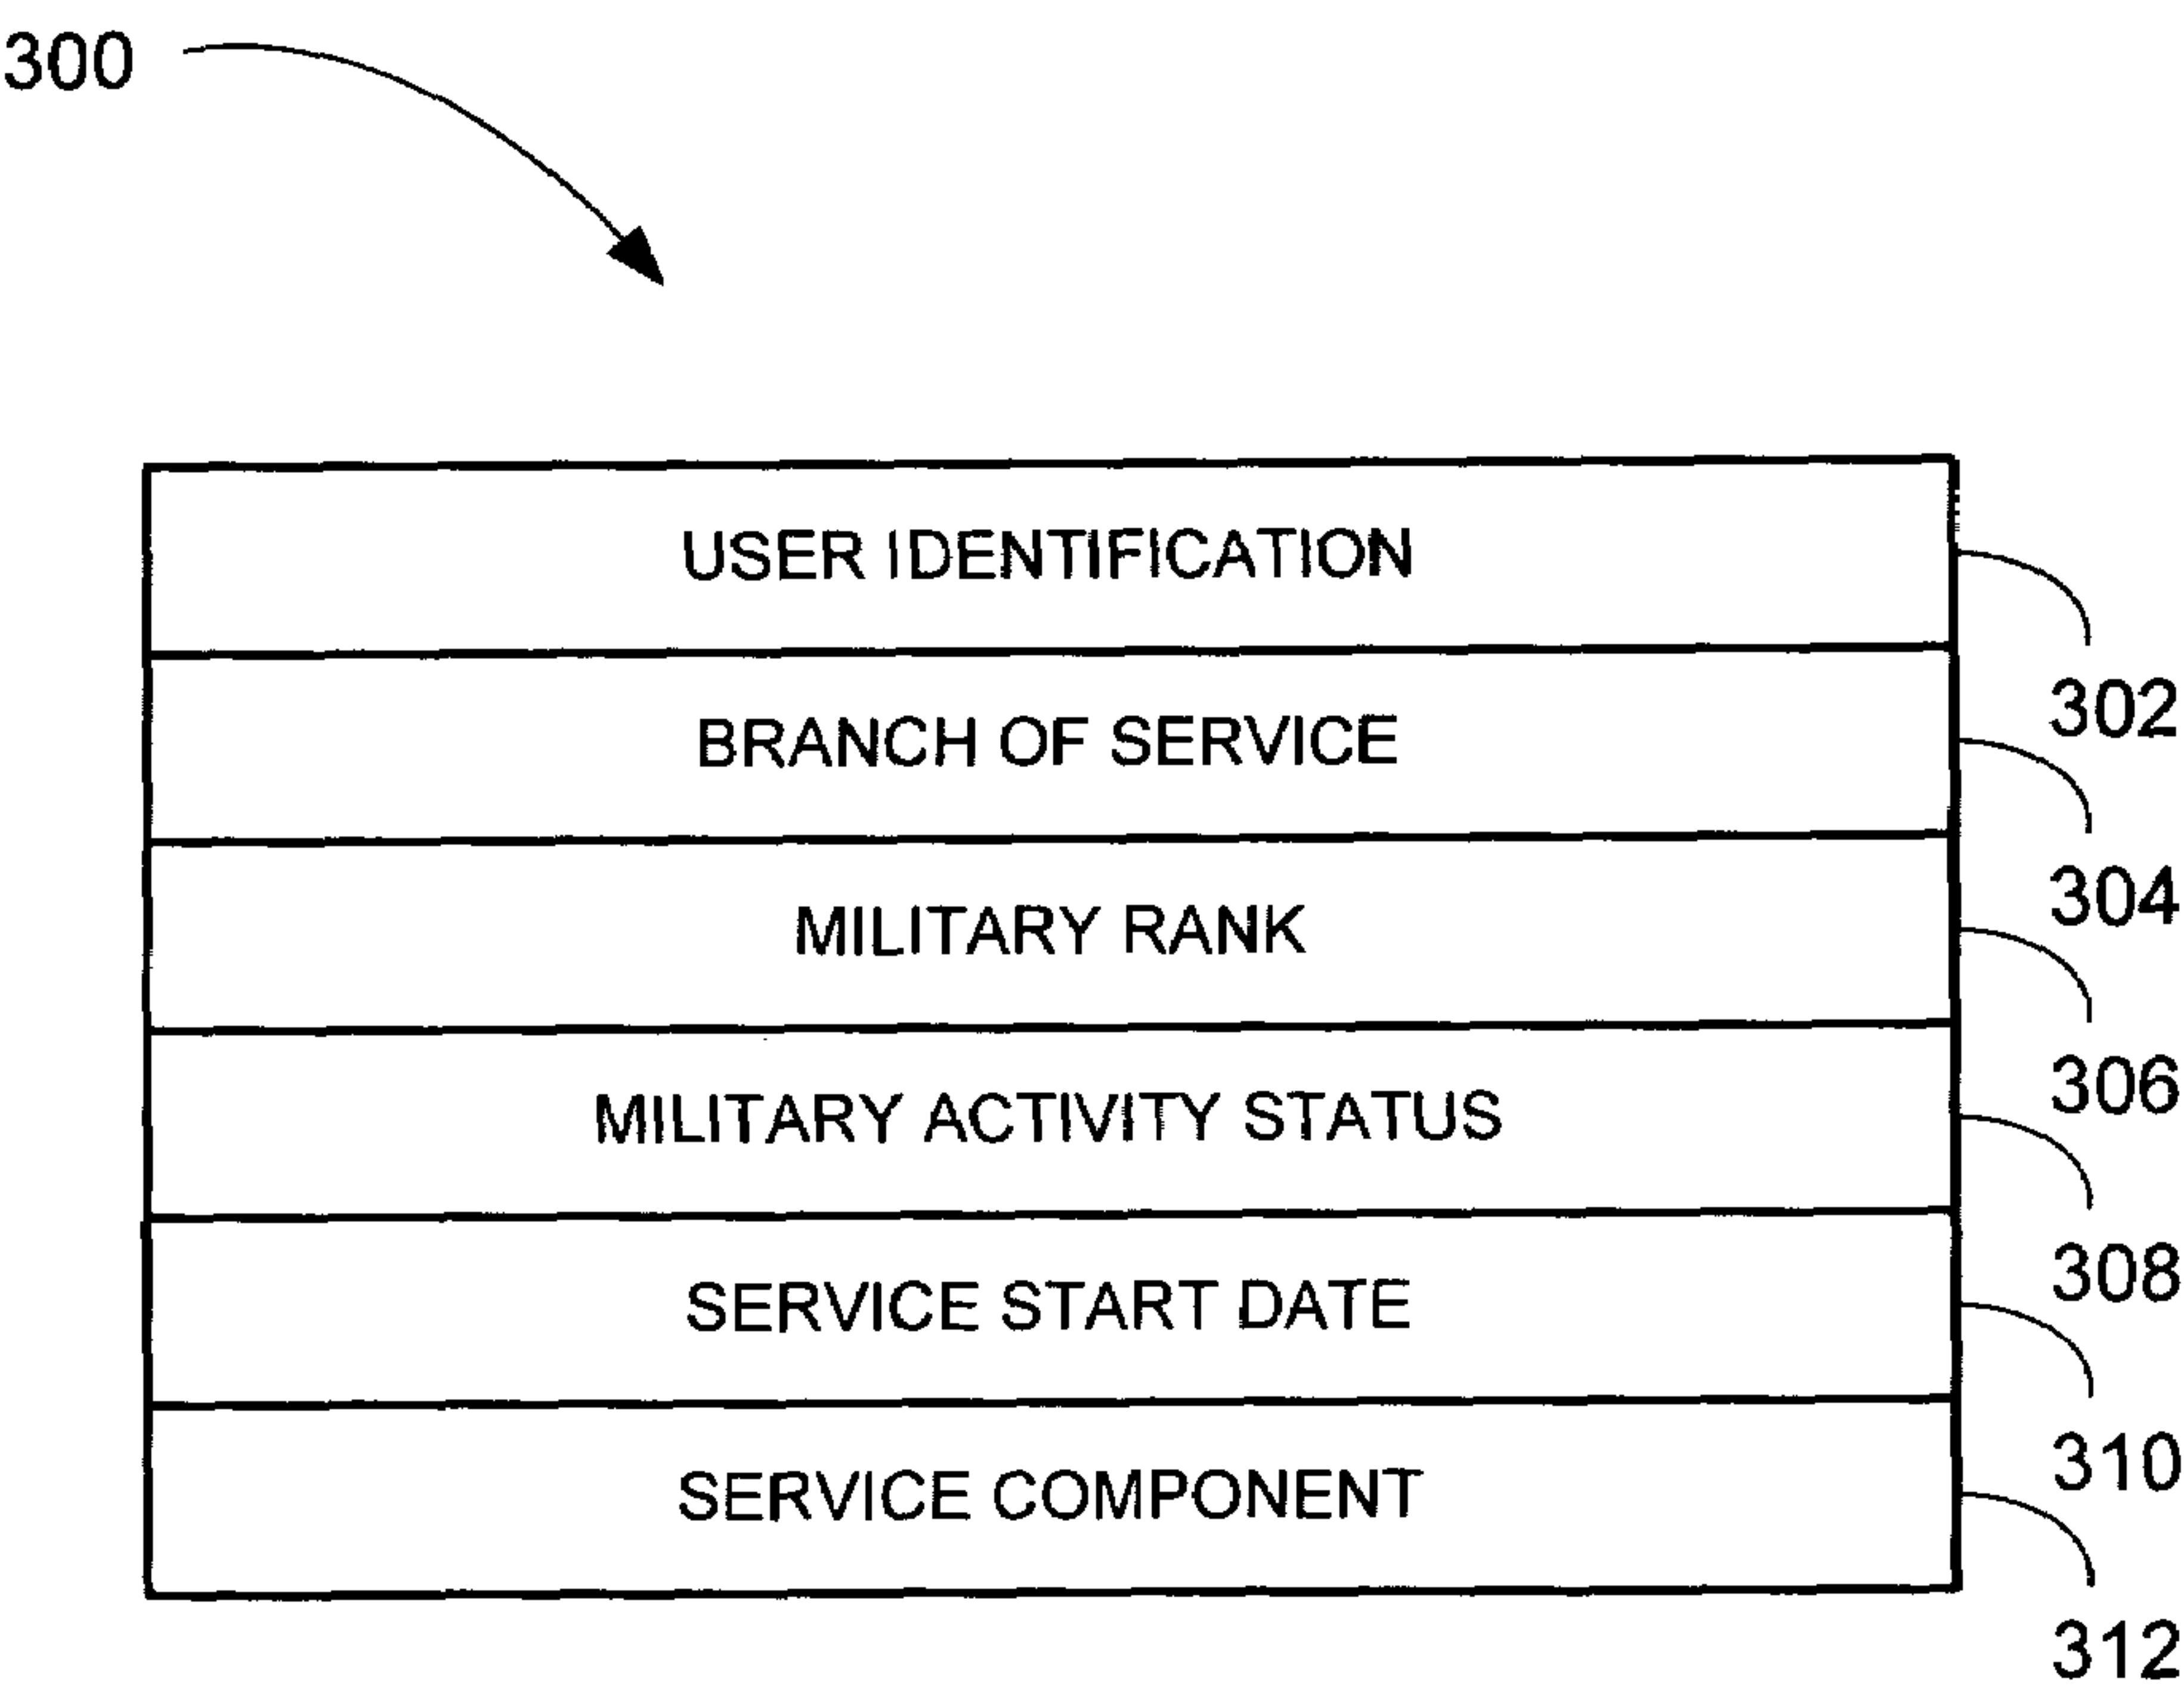 300
USER IDENTIFICATION
302
BRANCH OF SERVICE
304
MILITARY RANK
306
MILITARY ACTIVITY STATUS
308
SERVICE START DATE
310
SERVICE COMPONENT
312